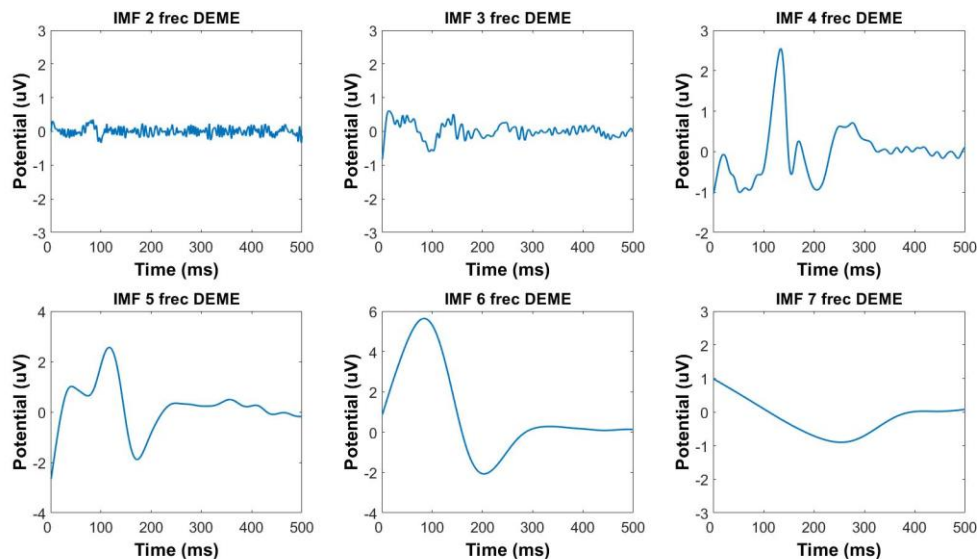 IMF 2 frec DEME
3
2
1
0
-1
-2
-3
Potential (uV)
0 100 200 300 400 500
Time (ms)
IMF 3 frec DEME
3
2
1
0
-1
-2
-3
Potential (uV)
0 100 200 300 400 500
Time (ms)
IMF 4 frec DEME
3
2
1
0
-1
-2
Potential (uV)
0 100 200 300 400 500
Time (ms)
IMF 5 frec DEME
4
2
0
-2
-4
Potential (uV)
0 100 200 300 400 500
Time (ms)
IMF 6 frec DEME
6
4
2
0
-2
-4
Potential (uV)
0 100 200 300 400 500
Time (ms)
IMF 7 frec DEME
3
2
1
0
-1
-2
-3
Potential (uV)
0 100 200 300 400 500
Time (ms)